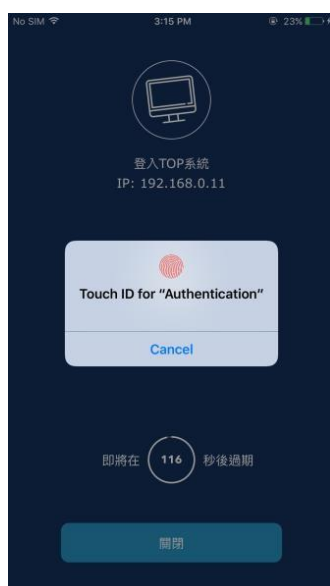 No SIM 3:15 PM 23%
登入TOP系統
IP: 192.168.0.11
Touch ID for “Authentication”
Cancel
即將在 116 秒後過期
關閉